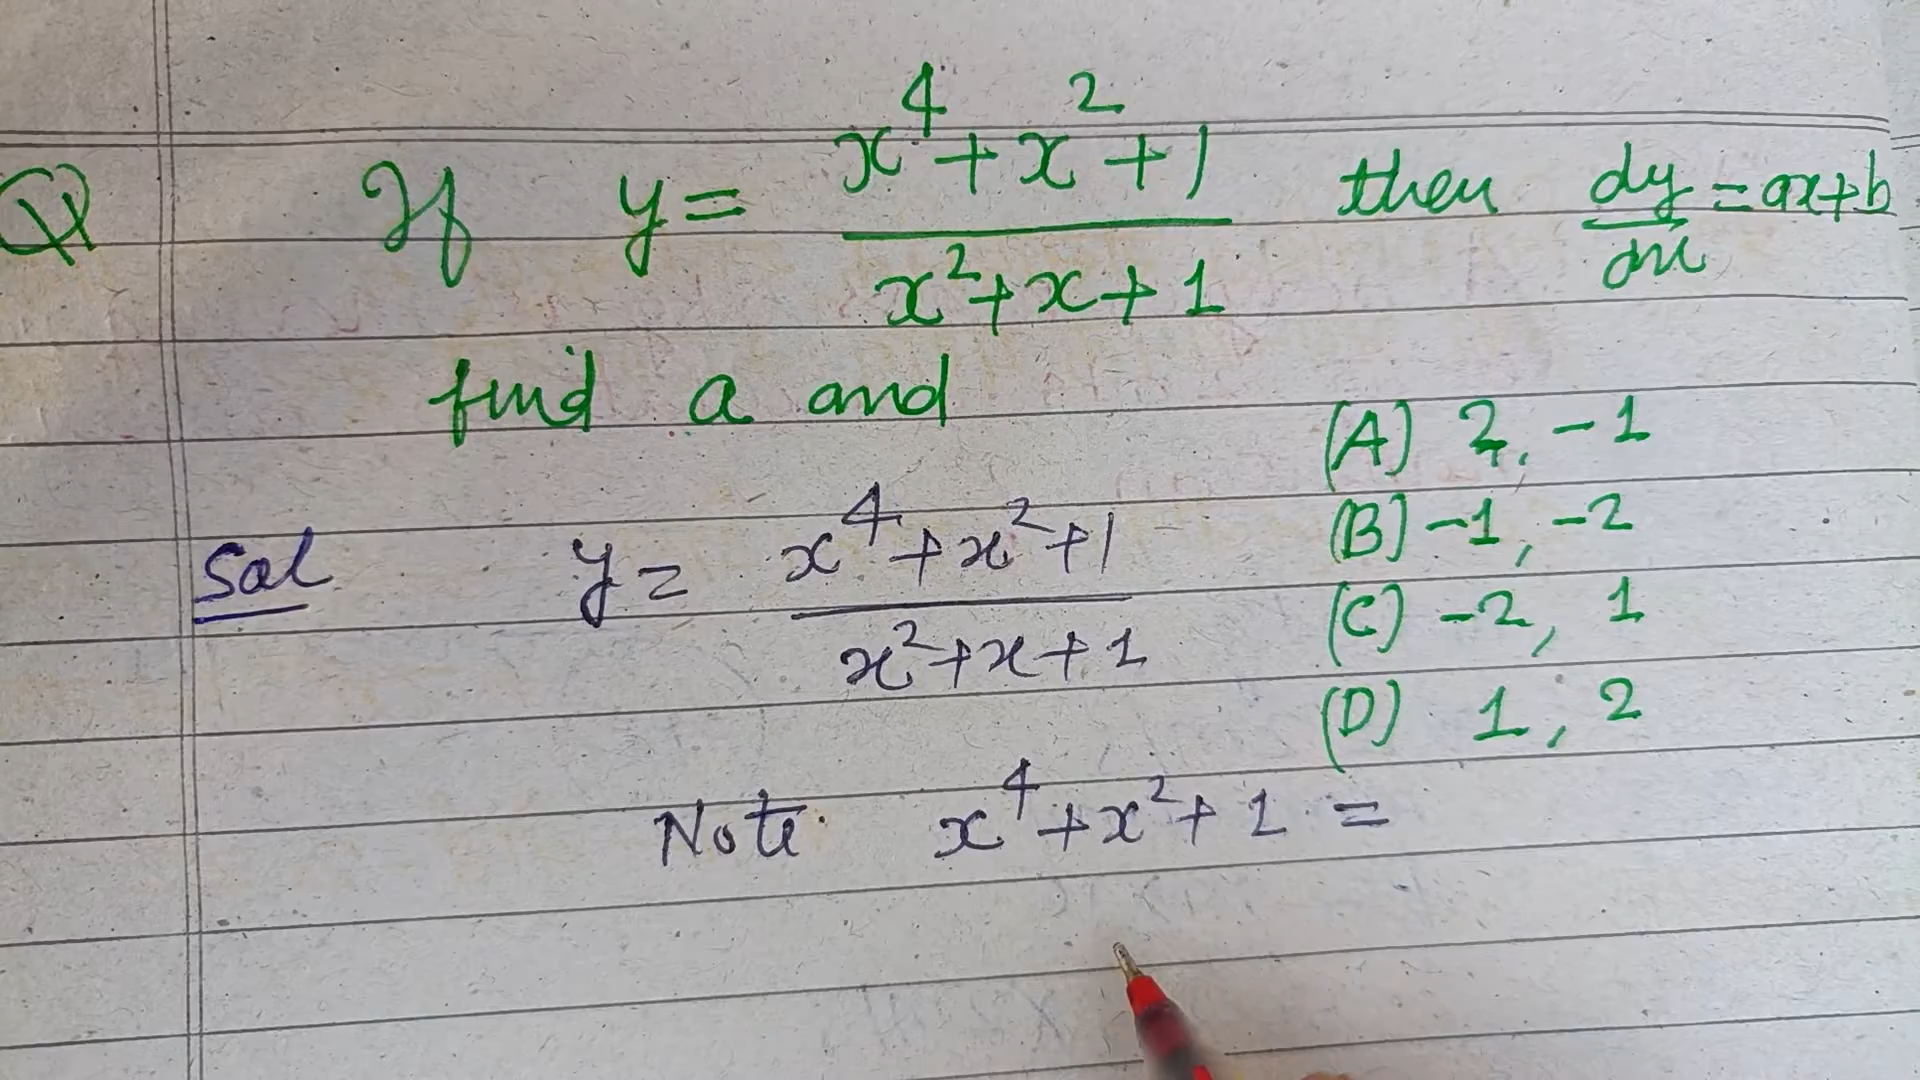 Q If y = x⁴+x²+1 / x²+x+1 then dy/dx = ax+b
find a and
(A) 2, -1
(B) -1, -2
(C) -2, 1
(D) 1, 2
Sol y = x⁴+x²+1 / x²+x+1
Note. x⁴+x²+1 =